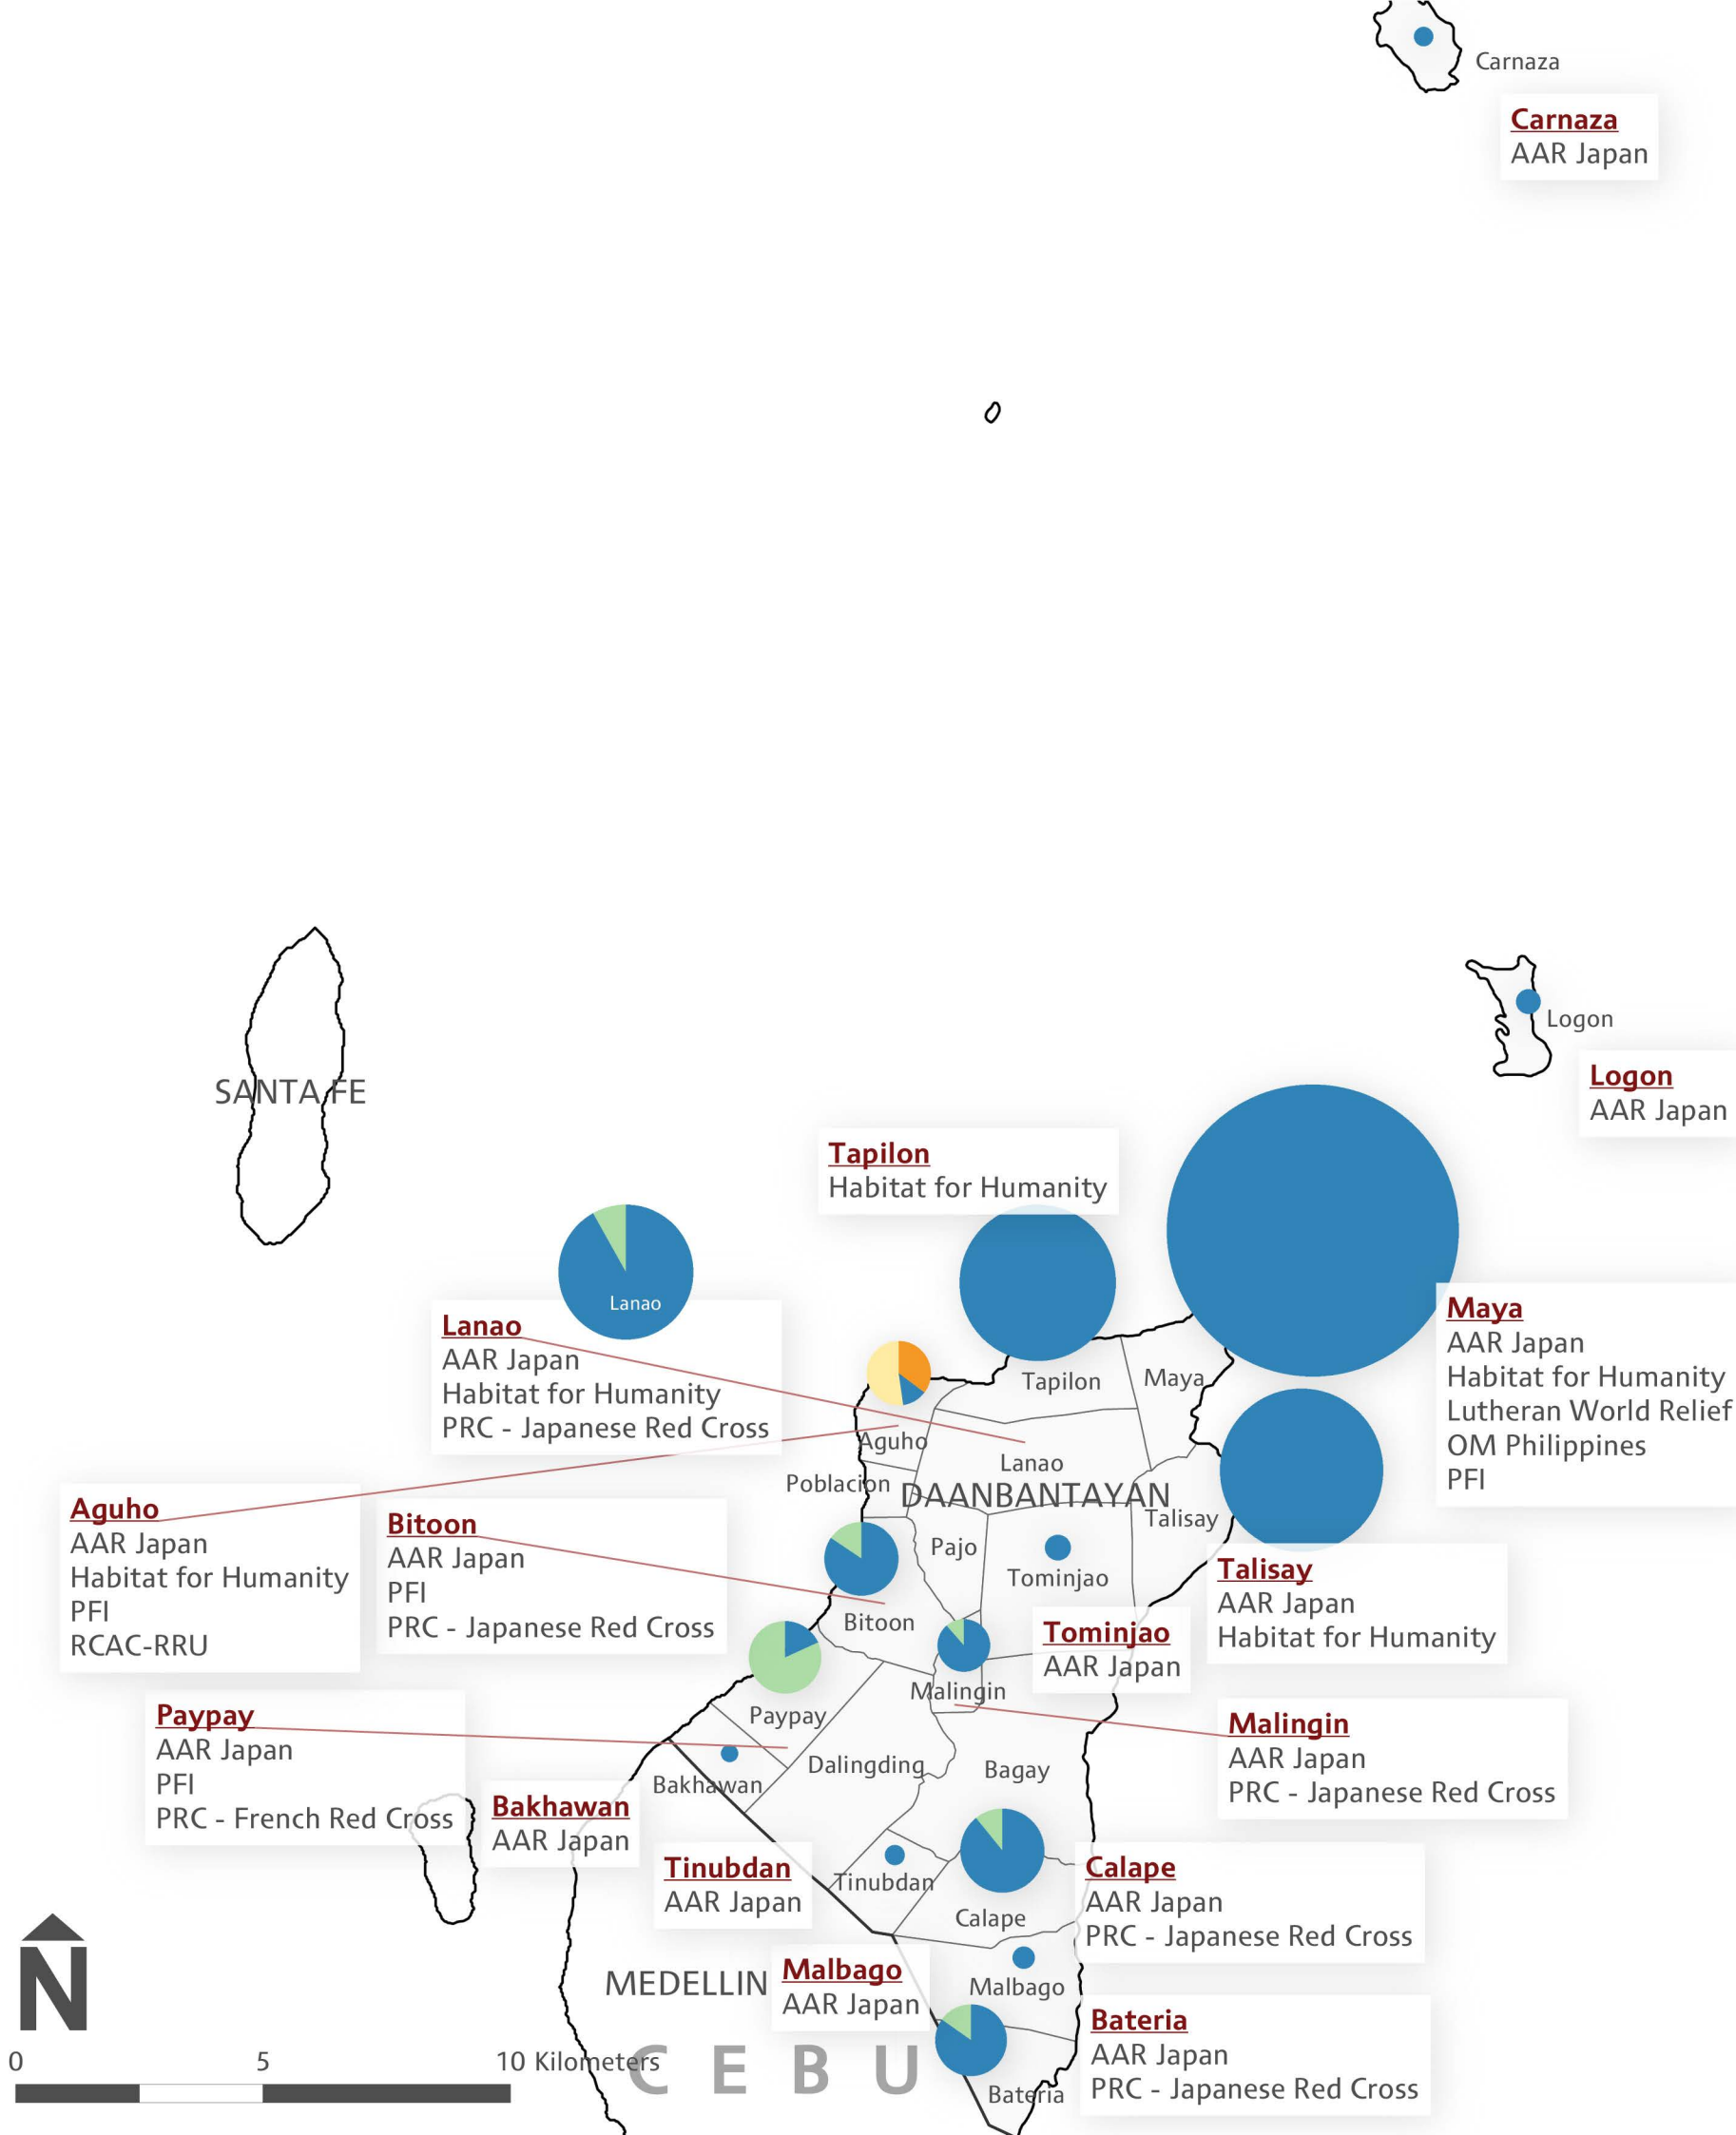 Carnaza
Carnaza
AAR Japan
SANTA FE
Logon
Logon
AAR Japan
Tapilon
Habitat for Humanity
Lanao
Lanao
AAR Japan
Habitat for Humanity
PRC - Japanese Red Cross
Maya
AAR Japan
Habitat for Humanity
Lutheran World Relief
OM Philippines
PFI
Tapilon
Maya
Aguho
Lanao
Poblacion
DAANBANTAYAN
Talisay
Pajo
Tominjao
Bitoon
Aguho
AAR Japan
Habitat for Humanity
PFI
RCAC-RRU
Bitoon
AAR Japan
PFI
PRC - Japanese Red Cross
Talisay
AAR Japan
Habitat for Humanity
Tominjao
AAR Japan
Malingin
Paypay
Paypay
AAR Japan
PFI
PRC - French Red Cross
Malingin
AAR Japan
PRC - Japanese Red Cross
Dalingding
Bagay
Bakhawan
Bakhawan
AAR Japan
Tinubdan
AAR Japan
Tinubdan
Calape
AAR Japan
PRC - Japanese Red Cross
Calape
MEDELLIN
Malbago
AAR Japan
Malbago
Bateria
AAR Japan
PRC - Japanese Red Cross
Bateria
CEBU
N
0 5 10 Kilometers